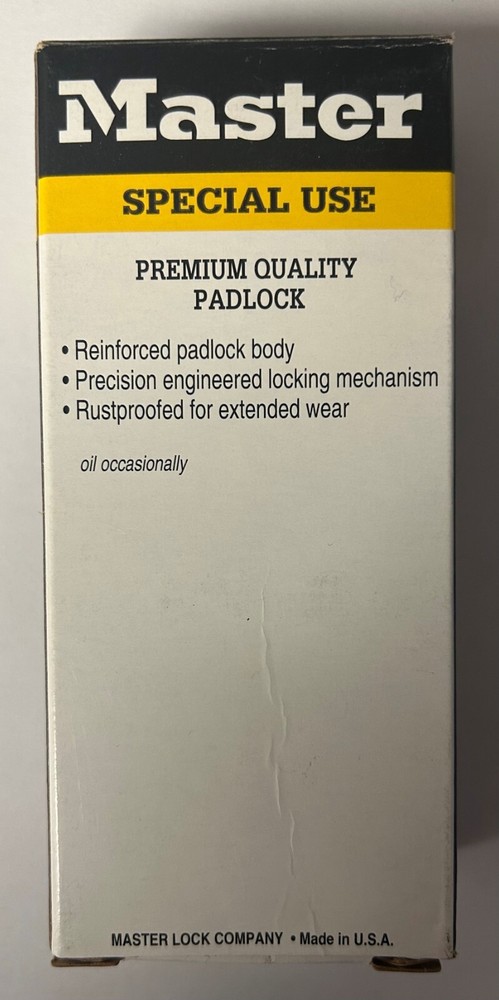 Master
SPECIAL USE
PREMIUM QUALITY
PADLOCK
• Reinforced padlock body
• Precision engineered locking mechanism
• Rustproofed for extended wear
oil occasionally
MASTER LOCK COMPANY • Made in U.S.A.